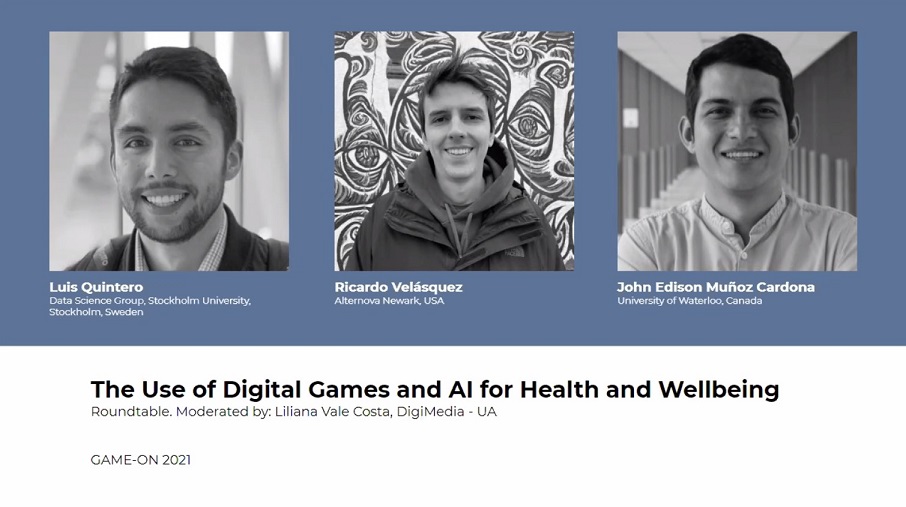 Luis Quintero
Data Science Group, Stockholm University,
Stockholm, Sweden
Ricardo Velásquez
Alternova Newark, USA
John Edison Muñoz Cardona
University of Waterloo, Canada
The Use of Digital Games and AI for Health and Wellbeing
Roundtable. Moderated by: Liliana Vale Costa, DigiMedia - UA
GAME-ON 2021